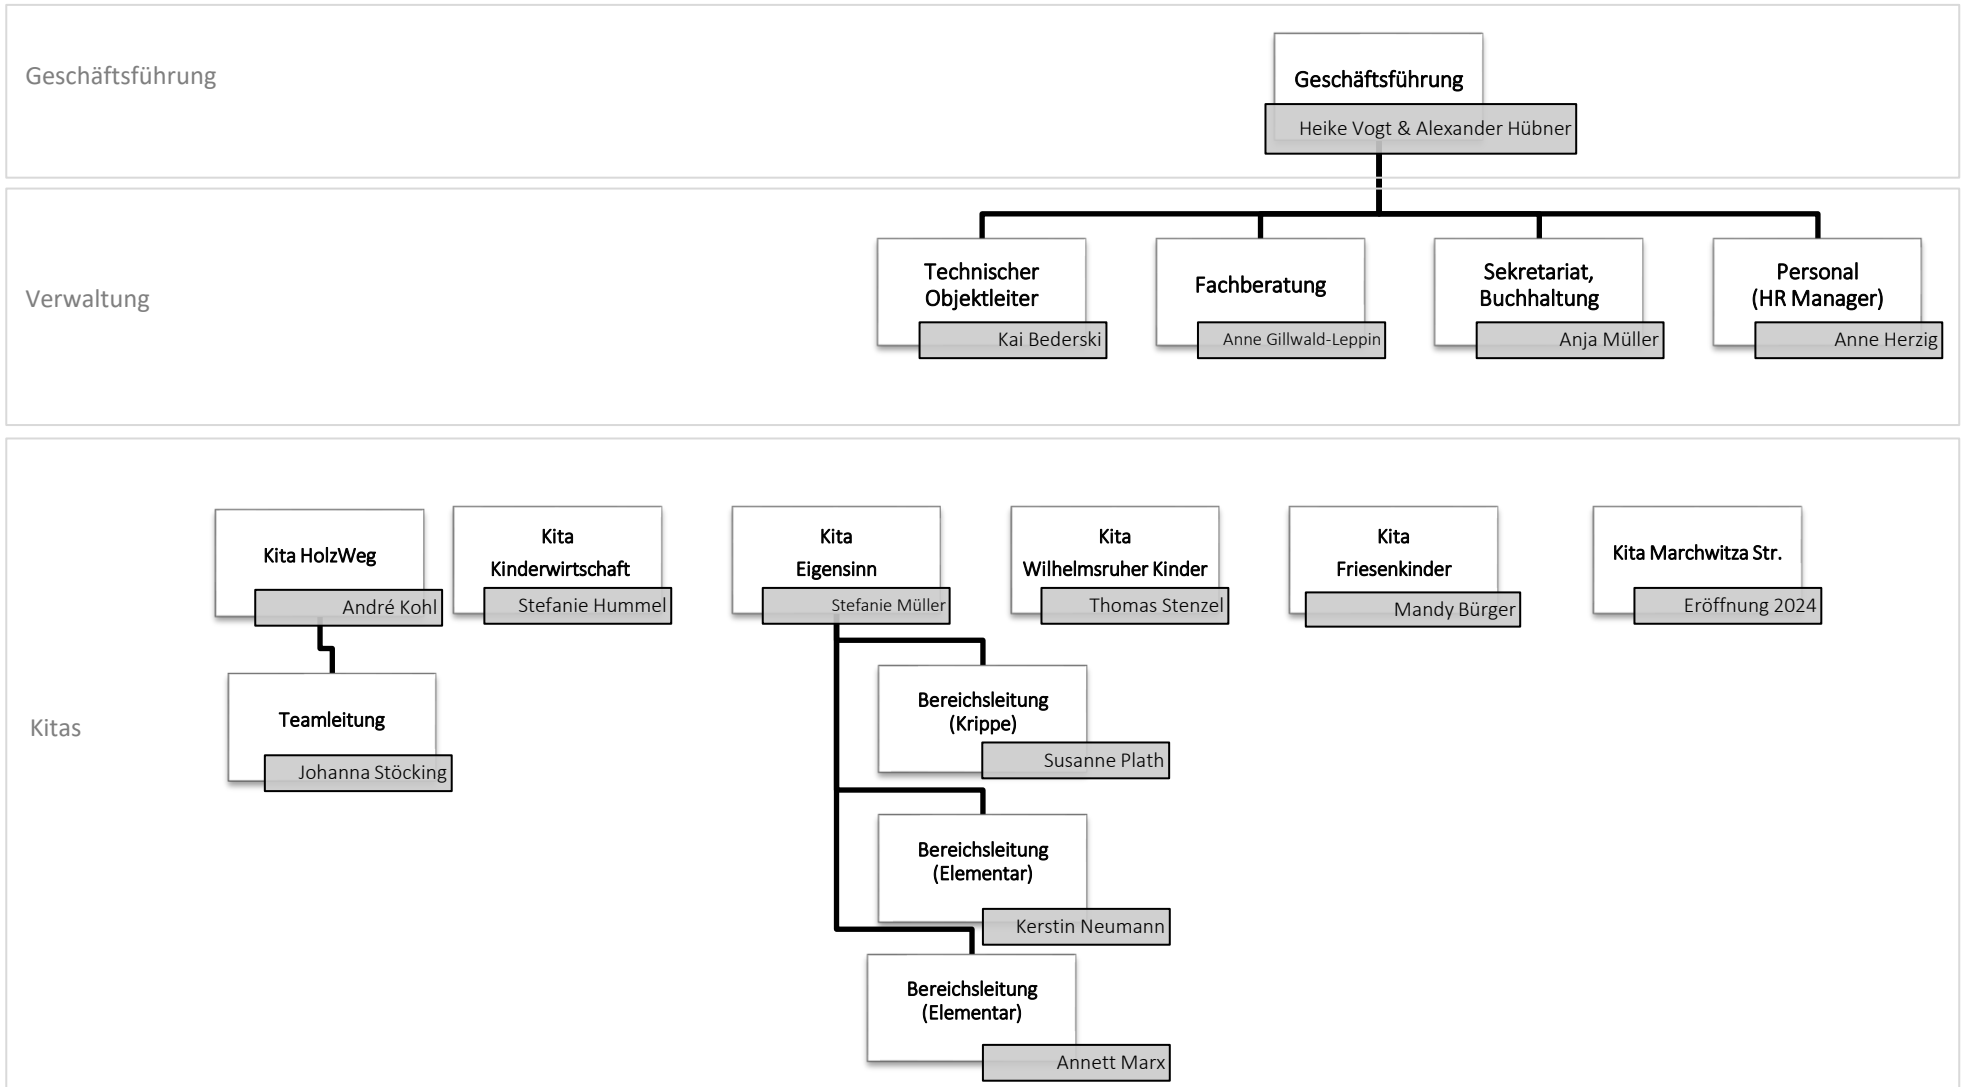 Geschäftsführung
Geschäftsführung
Heike Vogt & Alexander Hübner
Verwaltung
Technischer
Objektleiter
Kai Bederski
Fachberatung
Anne Gillwald-Leppin
Sekretariat,
Buchhaltung
Anja Müller
Personal
(HR Manager)
Anne Herzig
Kitas
Kita HolzWeg
André Kohl
Teamleitung
Johanna Stöcking
Kita
Kinderwirtschaft
Stefanie Hummel
Kita
Eigensinn
Stefanie Müller
Bereichsleitung
(Krippe)
Susanne Plath
Bereichsleitung
(Elementar)
Kerstin Neumann
Bereichsleitung
(Elementar)
Annett Marx
Kita
Wilhelmsruher Kinder
Thomas Stenzel
Kita
Friesenkinder
Mandy Bürger
Kita Marchwitza Str.
Eröffnung 2024